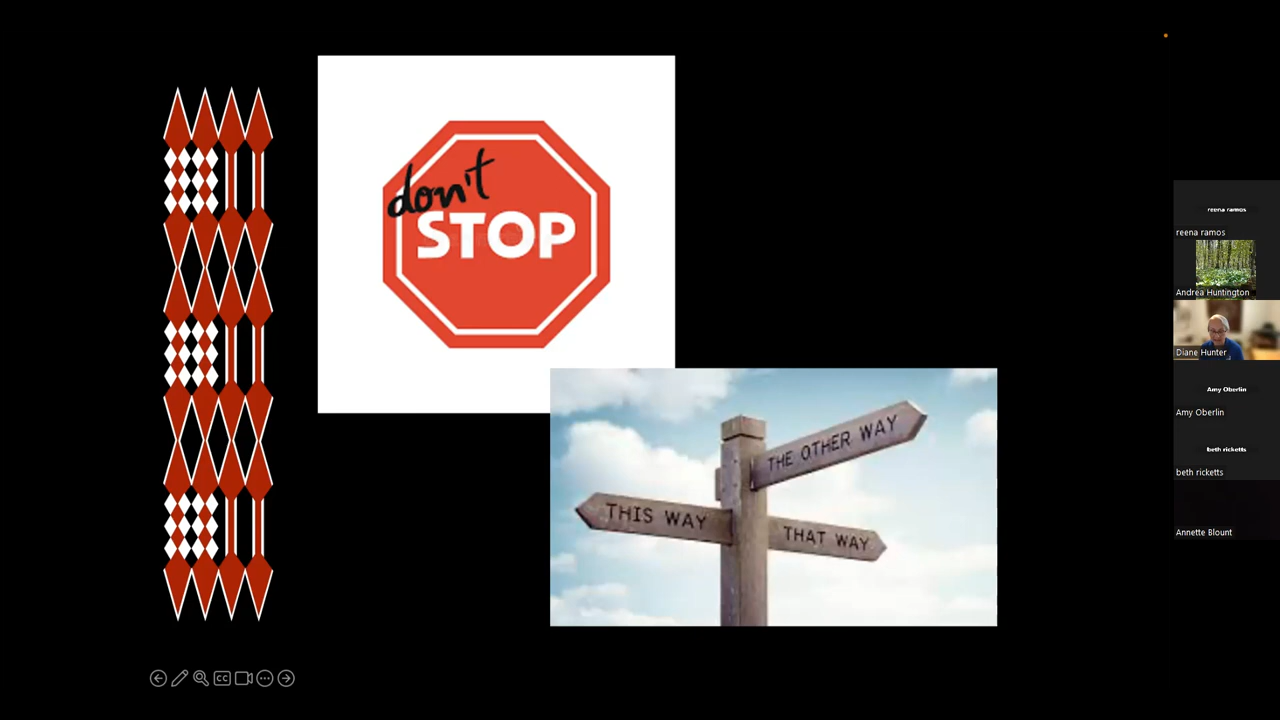 don't
STOP
THE OTHER WAY
THIS WAY
THAT WAY
reena ramos
reena ramos
Andrea Huntington
Diane Hunter
Amy Oberlin
Amy Oberlin
beth ricketts
beth ricketts
Annette Blount
CC